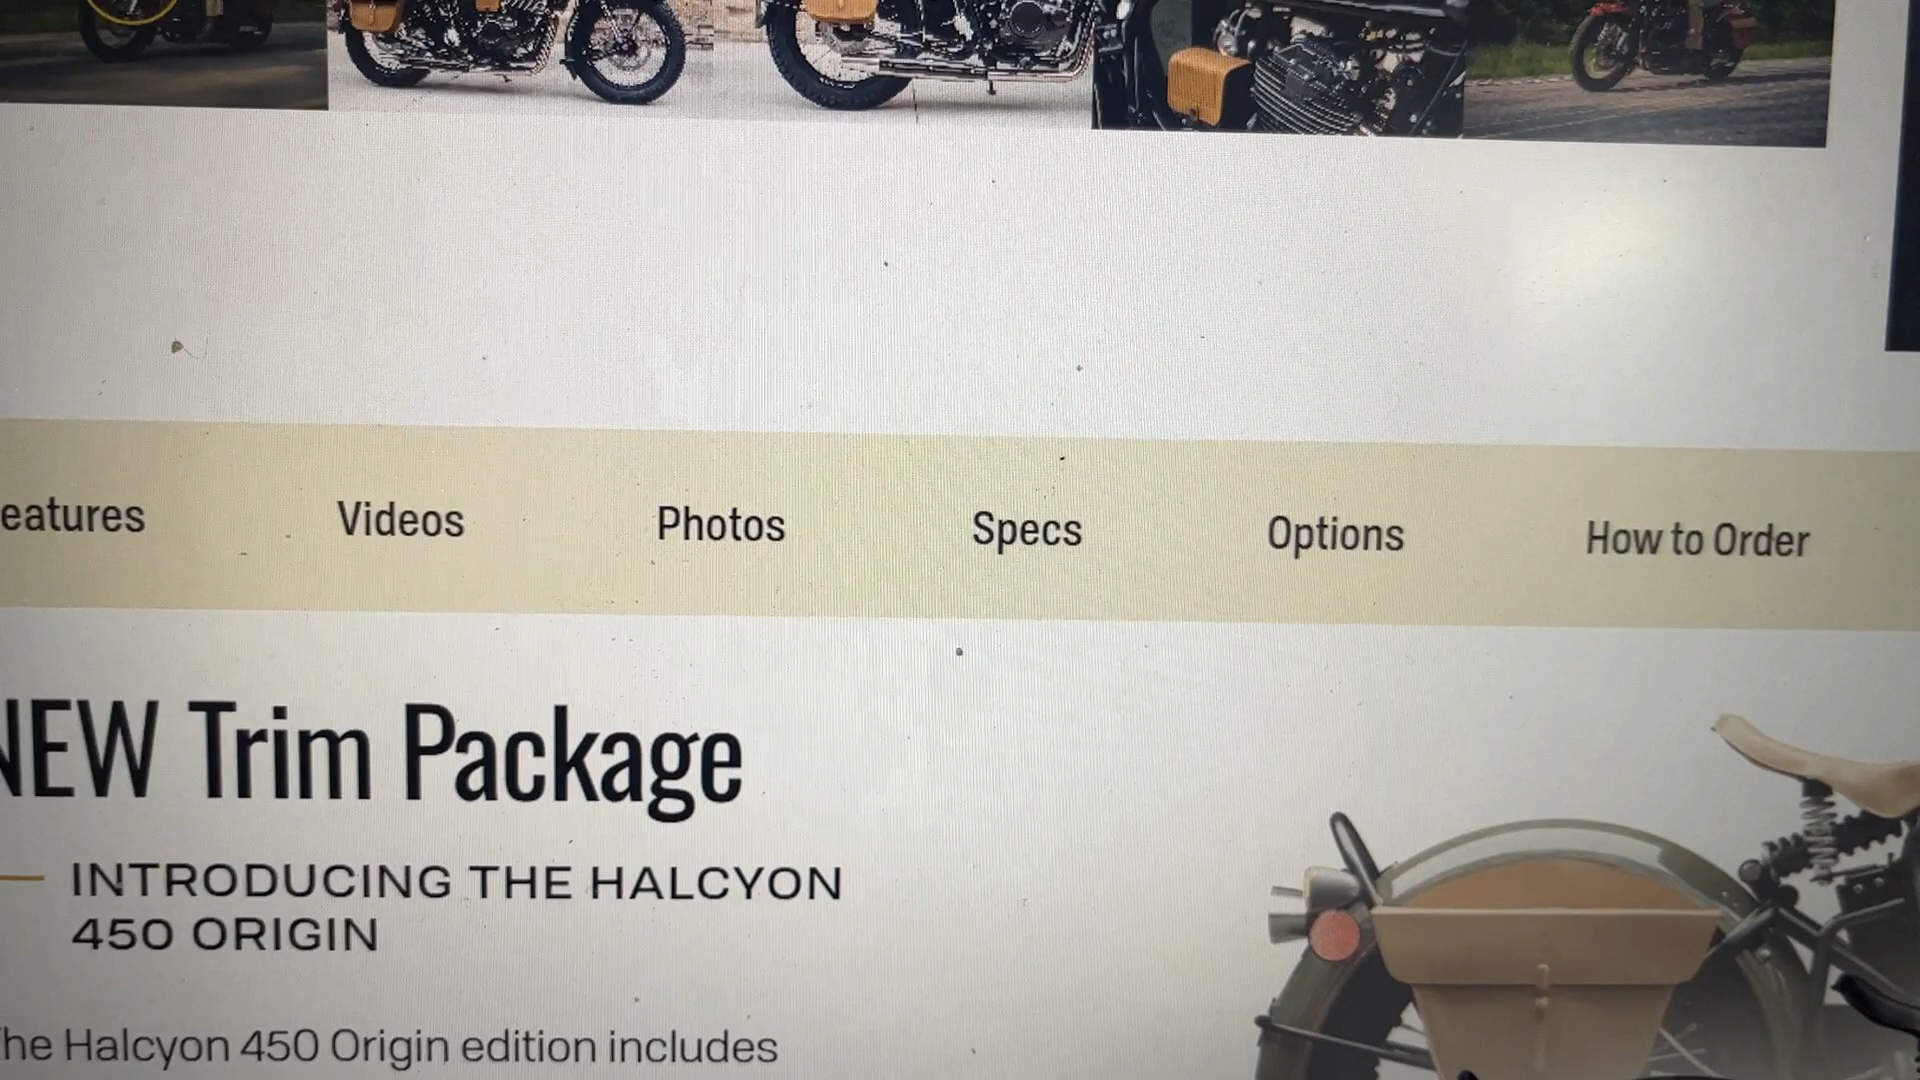 eatures Videos Photos Specs Options How to Order
NEW Trim Package
INTRODUCING THE HALCYON
450 ORIGIN
The Halcyon 450 Origin edition includes